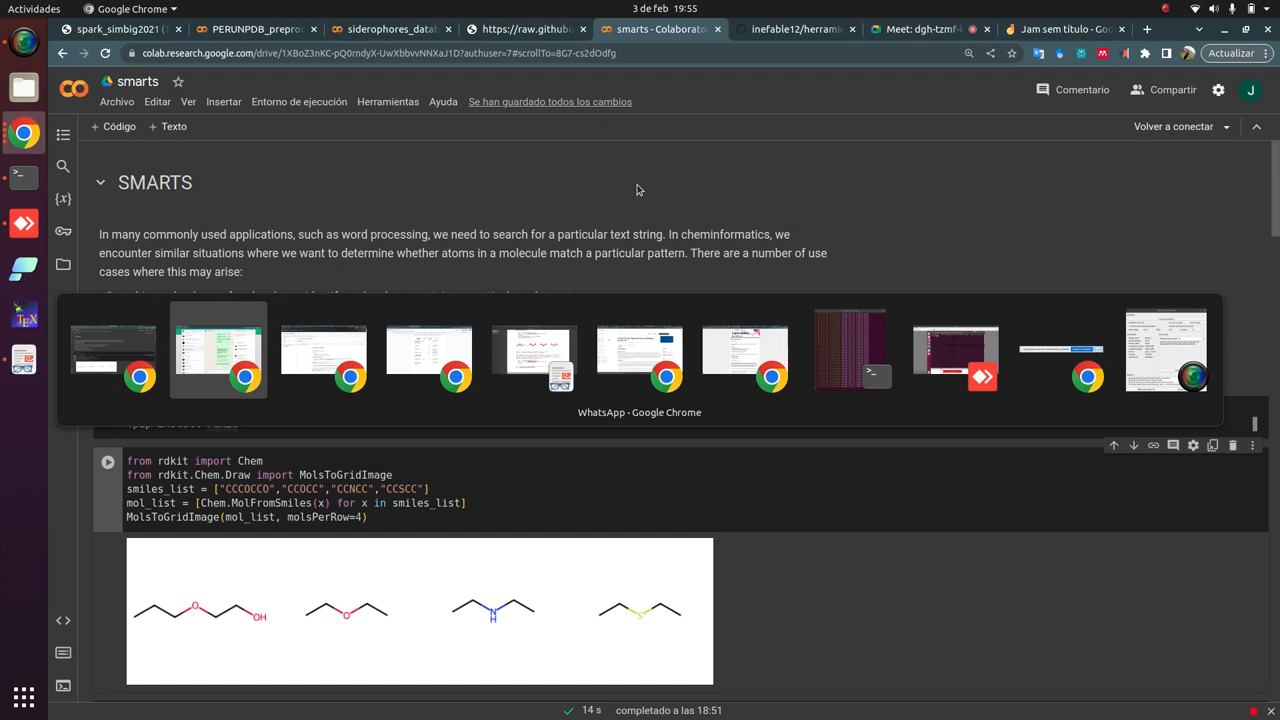 Actividades
Google Chrome
3 de feb 19:55
spark_simbig2021 (1
PERUNPDB_preproc
siderophores_datab
https://raw.githubu
smarts - Colaborato
inefable12/herrami
Meet: dgh-tzmf-
Jam sem título - Go
colab.research.google.com/drive/1XBoZ3nKC-pQ0rndyX-UwXbbvvNNXaJ1D?authuser=7#scrollTo=8G7-cs2dOdfg
Actualizar
smarts
Comentario
Compartir
J
Archivo Editar Ver Insertar Entorno de ejecución Herramientas Ayuda Se han guardado todos los cambios
+ Código + Texto
Volver a conectar
SMARTS
In many commonly used applications, such as word processing, we need to search for a particular text string. In cheminformatics, we
encounter similar situations where we want to determine whether atoms in a molecule match a particular pattern. There are a number of use
cases where this may arise:
WhatsApp - Google Chrome
from rdkit import Chem
from rdkit.Chem.Draw import MolsToGridImage
smiles_list = ["CCCOCCO","CCOCC","CCNCC","CCSCC"]
mol_list = [Chem.MolFromSmiles(x) for x in smiles_list]
MolsToGridImage(mol_list, molsPerRow=4)
O
OH
O
N
H
S
14 s completado a las 18:51